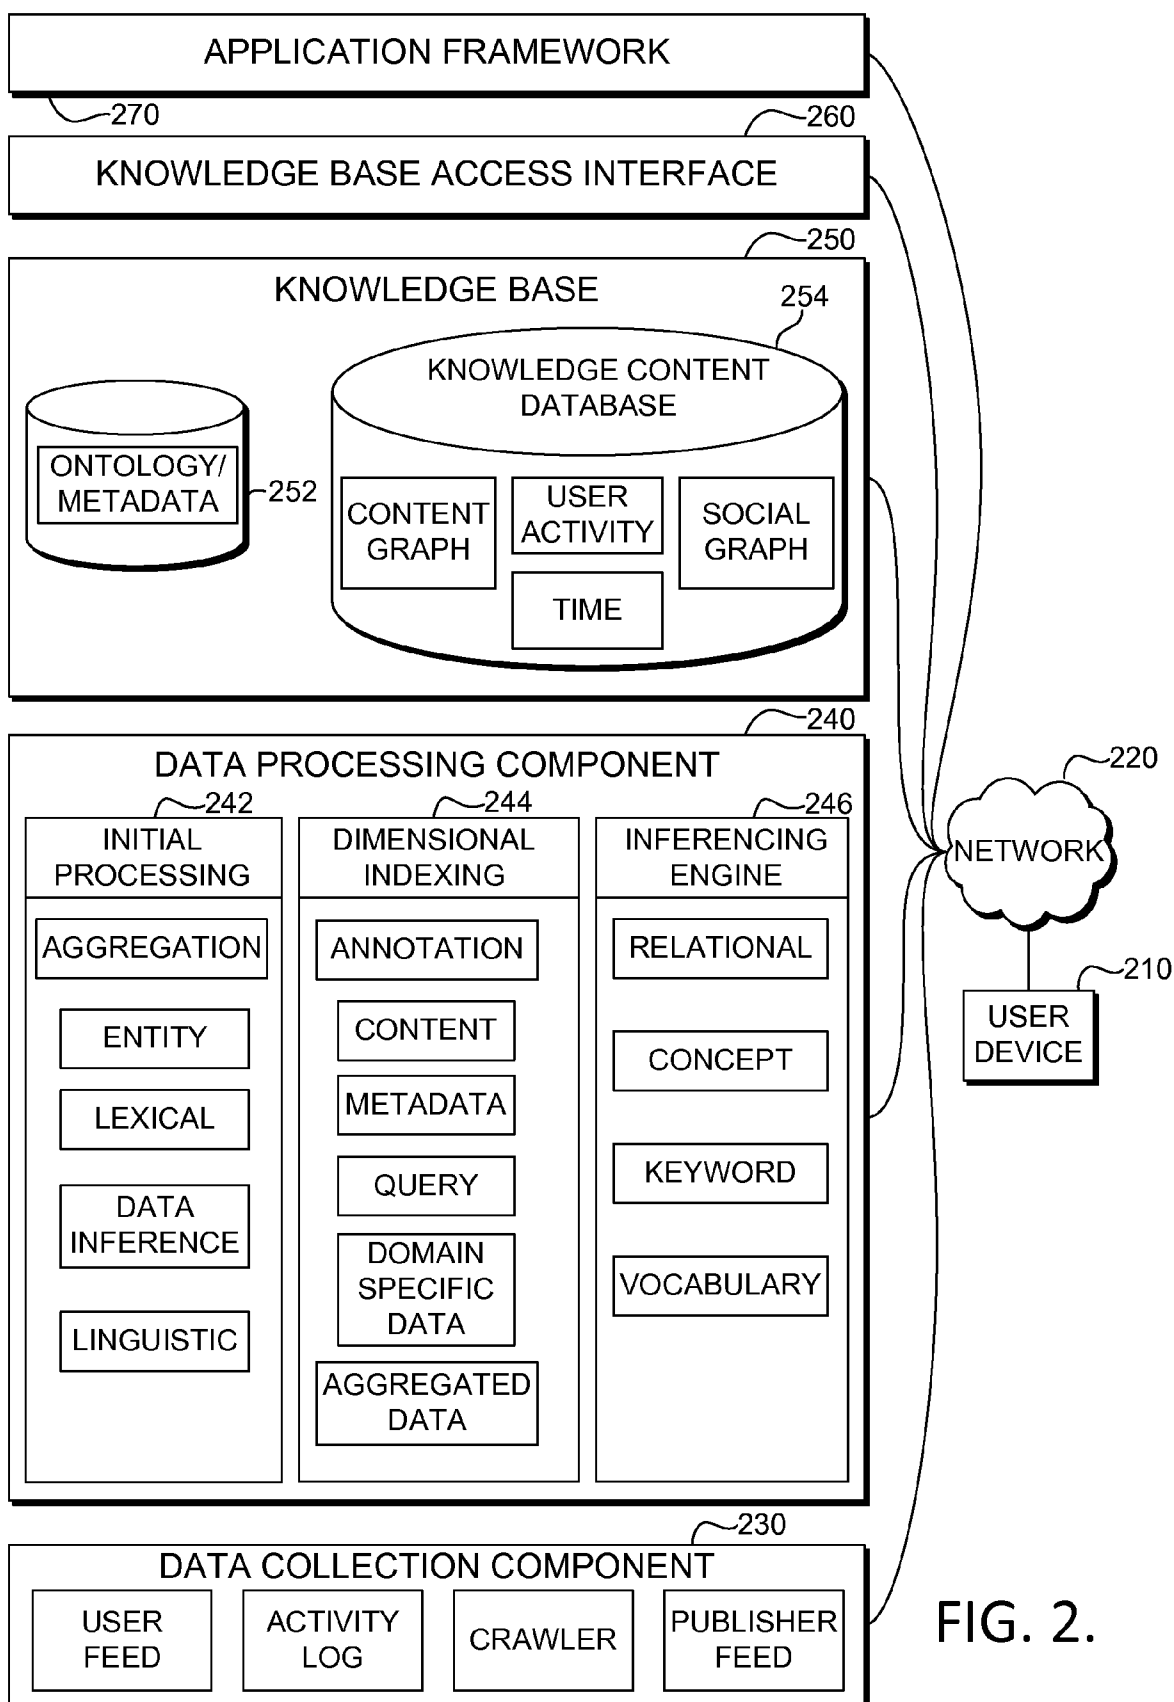 APPLICATION FRAMEWORK
270
260
KNOWLEDGE BASE ACCESS INTERFACE
250
KNOWLEDGE BASE
254
KNOWLEDGE CONTENT
DATABASE
ONTOLOGY/
METADATA
252
CONTENT
GRAPH
USER
ACTIVITY
SOCIAL
GRAPH
TIME
240
DATA PROCESSING COMPONENT
242
INITIAL
PROCESSING
AGGREGATION
ENTITY
LEXICAL
DATA
INFERENCE
LINGUISTIC
244
DIMENSIONAL
INDEXING
ANNOTATION
CONTENT
METADATA
QUERY
DOMAIN
SPECIFIC
DATA
AGGREGATED
DATA
246
INFERENCING
ENGINE
RELATIONAL
CONCEPT
KEYWORD
VOCABULARY
220
NETWORK
210
USER
DEVICE
230
DATA COLLECTION COMPONENT
USER
FEED
ACTIVITY
LOG
CRAWLER
PUBLISHER
FEED
FIG. 2.